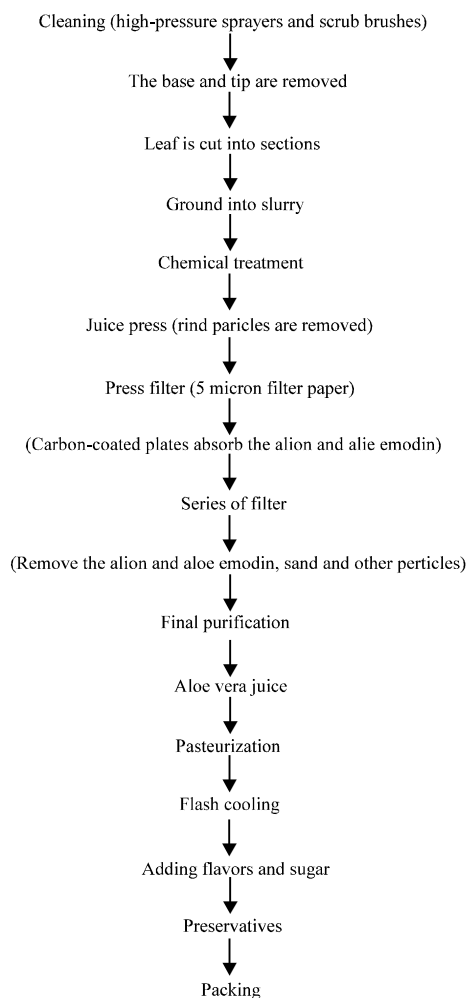 Cleaning (high-pressure sprayers and scrub brushes)
The base and tip are removed
Leaf is cut into sections
Ground into slurry
Chemical treatment
Juice press (rind paricles are removed)
Press filter (5 micron filter paper)
(Carbon-coated plates absorb the alion and alie emodin)
Series of filter
(Remove the alion and aloe emodin, sand and other perticles)
Final purification
Aloe vera juice
Pasteurization
Flash cooling
Adding flavors and sugar
Preservatives
Packing